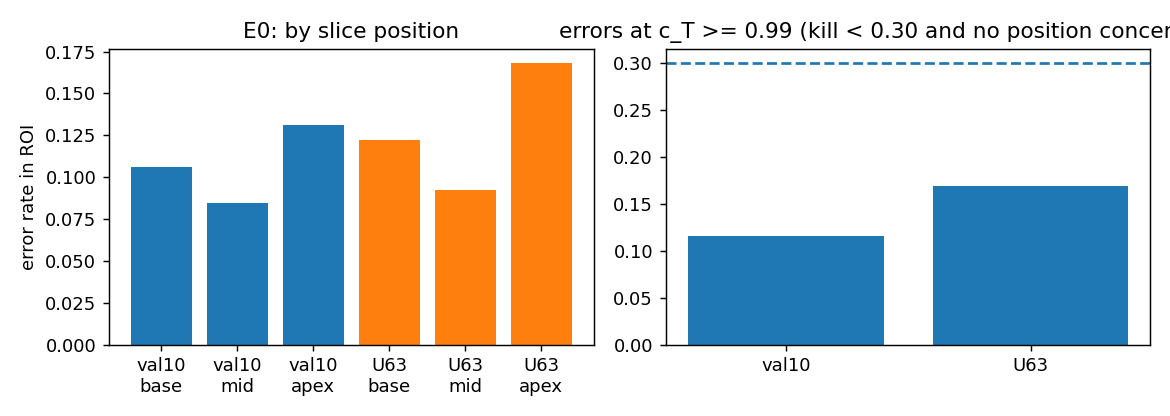 E0: by slice position
error rate in ROI
0.175
0.150
0.125
0.100
0.075
0.050
0.025
0.000
val10
base
val10
mid
val10
apex
U63
base
U63
mid
U63
apex
errors at c_T >= 0.99 (kill < 0.30 and no position concer
0.30
0.25
0.20
0.15
0.10
0.05
0.00
val10
U63